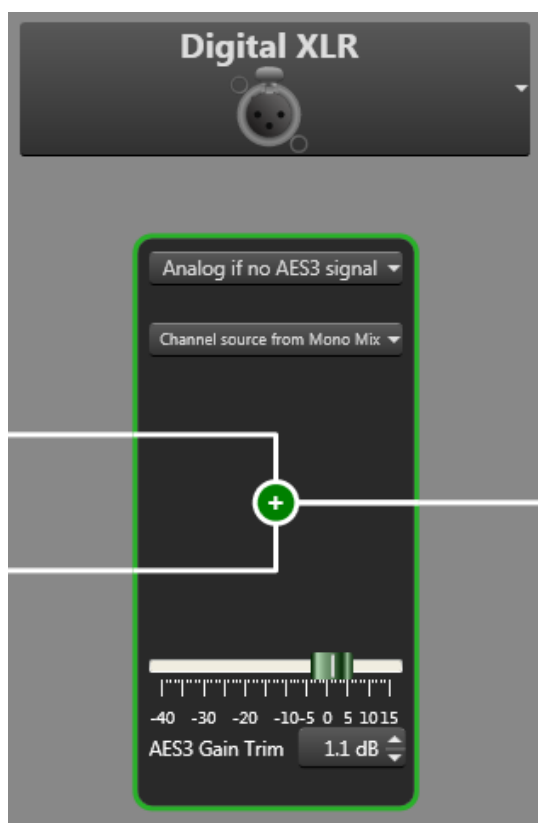 Digital XLR
Analog if no AES3 signal
Channel source from Mono Mix
+
-40 -30 -20 -10 -5 0 5 10 15
AES3 Gain Trim 1.1 dB